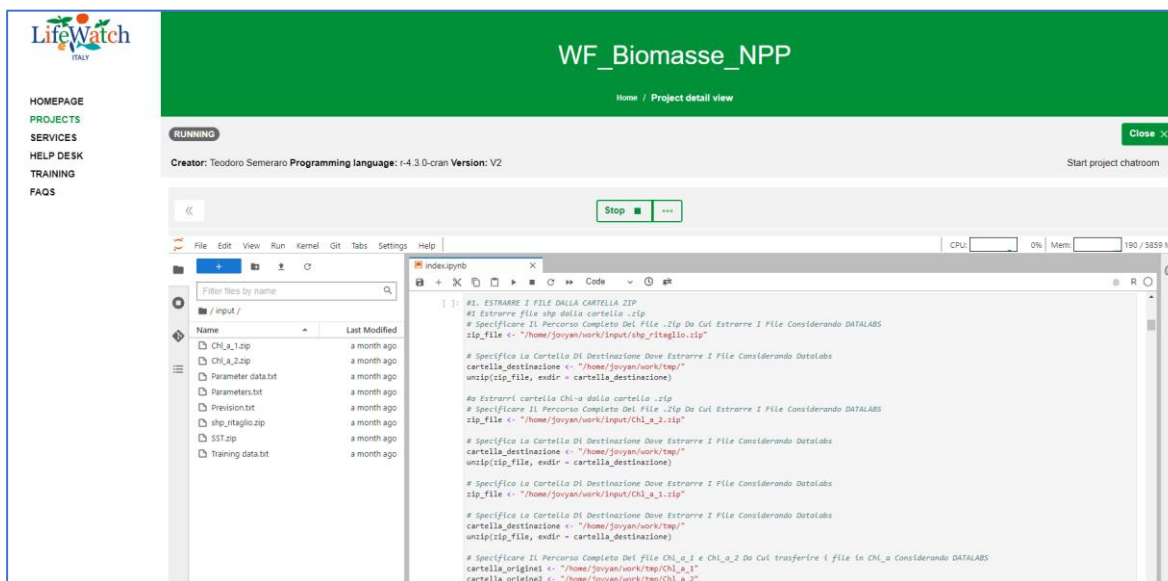 LifeWatch
ITALY
WF_Biomasse_NPP
Home / Project detail view
HOMEPAGE
PROJECTS
SERVICES
HELP DESK
TRAINING
FAQS
RUNNING
Close ×
Creator: Teodoro Semeraro Programming language: r-4.3.0-cran Version: V2
Start project chatroom
Stop
File Edit View Run Kernel Git Tabs Settings Help
CPU: 0% Mem: 190 / 5859 M
index.ipynb
Code
R
Filter files by name
/ input /
Name Last Modified
Chl_a_1.zip a month ago
Chl_a_2.zip a month ago
Parameter data.txt a month ago
Parameters.txt a month ago
Prevision.txt a month ago
shp_ritaglio.zip a month ago
SST.zip a month ago
Training data.txt a month ago
[ ]: #1. ESTRARRE I FILE DALLA CARTELLA ZIP
#1 Estrarre file shp dalla cartella .zip
# Specificare Il Percorso Completo Del File .Zip Da Cui Estrarre I File Considerando DATALABS
zip_file <- "/home/jovyan/work/input/shp_ritaglio.zip"
# Specifica La Cartella Di Destinazione Dove Estrarre I File Considerando Datalabs
cartella_destinazione <- "/home/jovyan/work/tmp/"
unzip(zip_file, exdir = cartella_destinazione)
#a Estrarri cartella Chl-a dalla cartella .zip
# Specificare Il Percorso Completo Del File .Zip Da Cui Estrarre I File Considerando DATALABS
zip_file <- "/home/jovyan/work/input/Chl_a_2.zip"
# Specifica La Cartella Di Destinazione Dove Estrarre I File Considerando Datalabs
cartella_destinazione <- "/home/jovyan/work/tmp/"
unzip(zip_file, exdir = cartella_destinazione)
# Specifica La Cartella Di Destinazione Dove Estrarre I File Considerando Datalabs
zip_file <- "/home/jovyan/work/input/Chl_a_1.zip"
# Specifica La Cartella Di Destinazione Dove Estrarre I File Considerando Datalabs
cartella_destinazione <- "/home/jovyan/work/tmp/"
unzip(zip_file, exdir = cartella_destinazione)
# Specificare Il Percorso Completo Dei file Chl_a_1 e Chl_a_2 Da Cui trasferire i file in Chl_a Considerando DATALABS
cartella_origine1 <- "/home/jovyan/work/tmp/Chl_a_1"
cartella_origine2 <- "/home/jovyan/work/tmp/Chl_a_2"